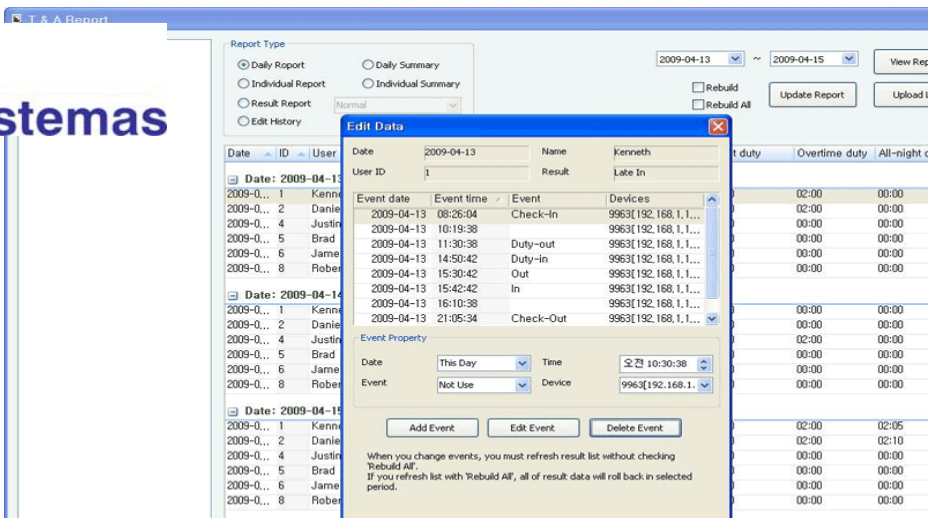 T & A Report
stemas
Report Type
Daily Roport
Daily Summary
Individual Report
Individual Summary
Result Report
Normal
Edit History
2009-04-13 ~ 2009-04-15
View Rep
Rebuild
Rebuild All
Update Report
Upload L
Edit Data
Date 2009-04-13 Name Kenneth
User ID 1 Result Late In
Event date Event time Event Devices
2009-04-13 08:26:04 Check-In 9963[192,168,1,1...
2009-04-13 10:19:38 9963[192,168,1,1...
2009-04-13 11:30:38 Duty-out 9963[192,168,1,1...
2009-04-13 14:50:42 Duty-in 9963[192,168,1,1...
2009-04-13 15:30:42 Out 9963[192,168,1,1...
2009-04-13 15:42:42 In 9963[192,168,1,1...
2009-04-13 16:10:38 9963[192,168,1,1...
2009-04-13 21:05:34 Check-Out 9963[192,168,1,1...
Event Property
Date This Day Time 오전 10:30:38
Event Not Use Device 9963[192.168.1.
Add Event Edit Event Delete Event
When you change events, you must refresh result list without checking
'Rebuild All'.
If you refresh list with 'Rebuild All', all of result data will roll back in selected
period.
Date ID User t duty Overtime duty All-night d
Date: 2009-04-13
2009-0... 1 Kenn 02:00 00:00
2009-0... 2 Danie 02:00 00:00
2009-0... 4 Justin 00:00 00:00
2009-0... 5 Brad 00:00 00:00
2009-0... 6 Jame 00:00 00:00
2009-0... 8 Rober 00:00 00:00
Date: 2009-04-14
2009-0... 1 Kenn 00:00 00:00
2009-0... 2 Danie 00:00 00:00
2009-0... 4 Justin 02:00 00:00
2009-0... 5 Brad 00:00 00:00
2009-0... 6 Jame 00:00 00:00
2009-0... 8 Rober 00:00 00:00
Date: 2009-04-15
2009-0... 1 Kenn 02:00 02:05
2009-0... 2 Danie 02:00 02:10
2009-0... 4 Justin 00:00 00:00
2009-0... 5 Brad 00:00 00:00
2009-0... 6 Jame 00:00 00:00
2009-0... 8 Rober 00:00 00:00